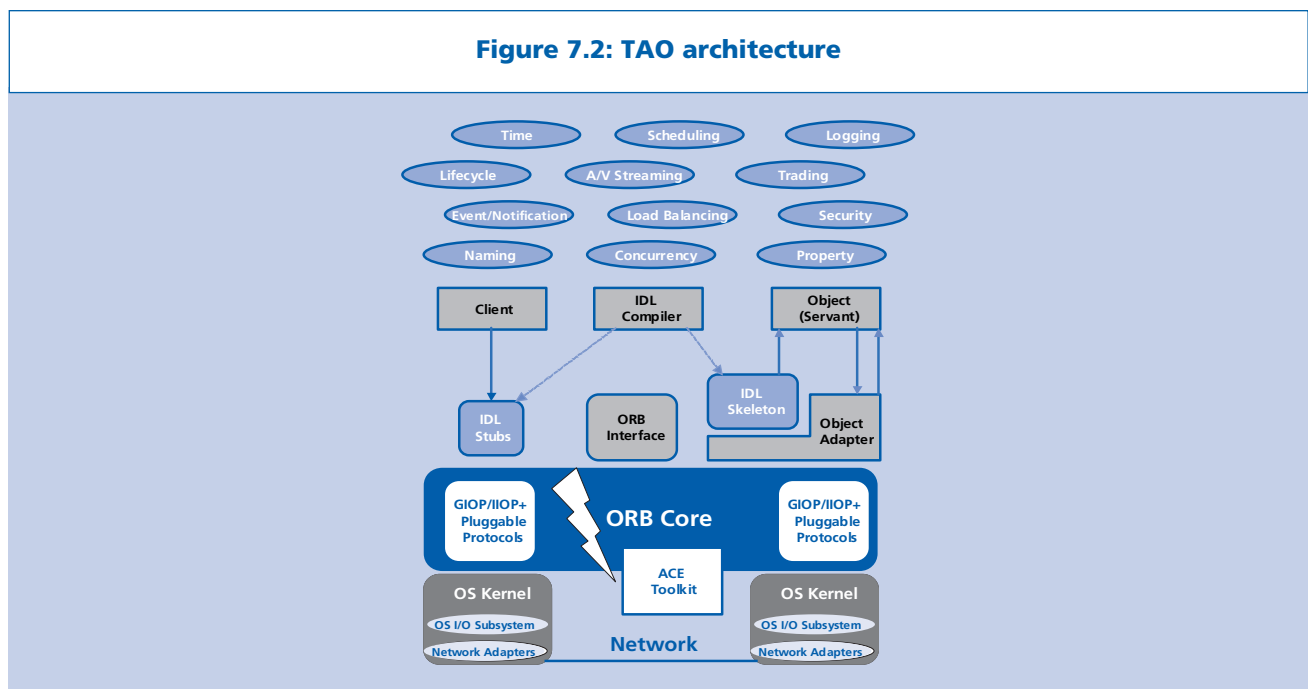 Figure 7.2: TAO architecture
Time
Scheduling
Logging
Lifecycle
A/V Streaming
Trading
Event/Notification
Load Balancing
Security
Naming
Concurrency
Property
Client
IDL
Compiler
Object
(Servant)
IDL
Stubs
ORB
Interface
IDL
Skeleton
Object
Adapter
GIOP/IIOP+
Pluggable
Protocols
ORB Core
GIOP/IIOP+
Pluggable
Protocols
ACE
Toolkit
OS Kernel
OS I/O Subsystem
Network Adapters
Network
OS Kernel
OS I/O Subsystem
Network Adapters